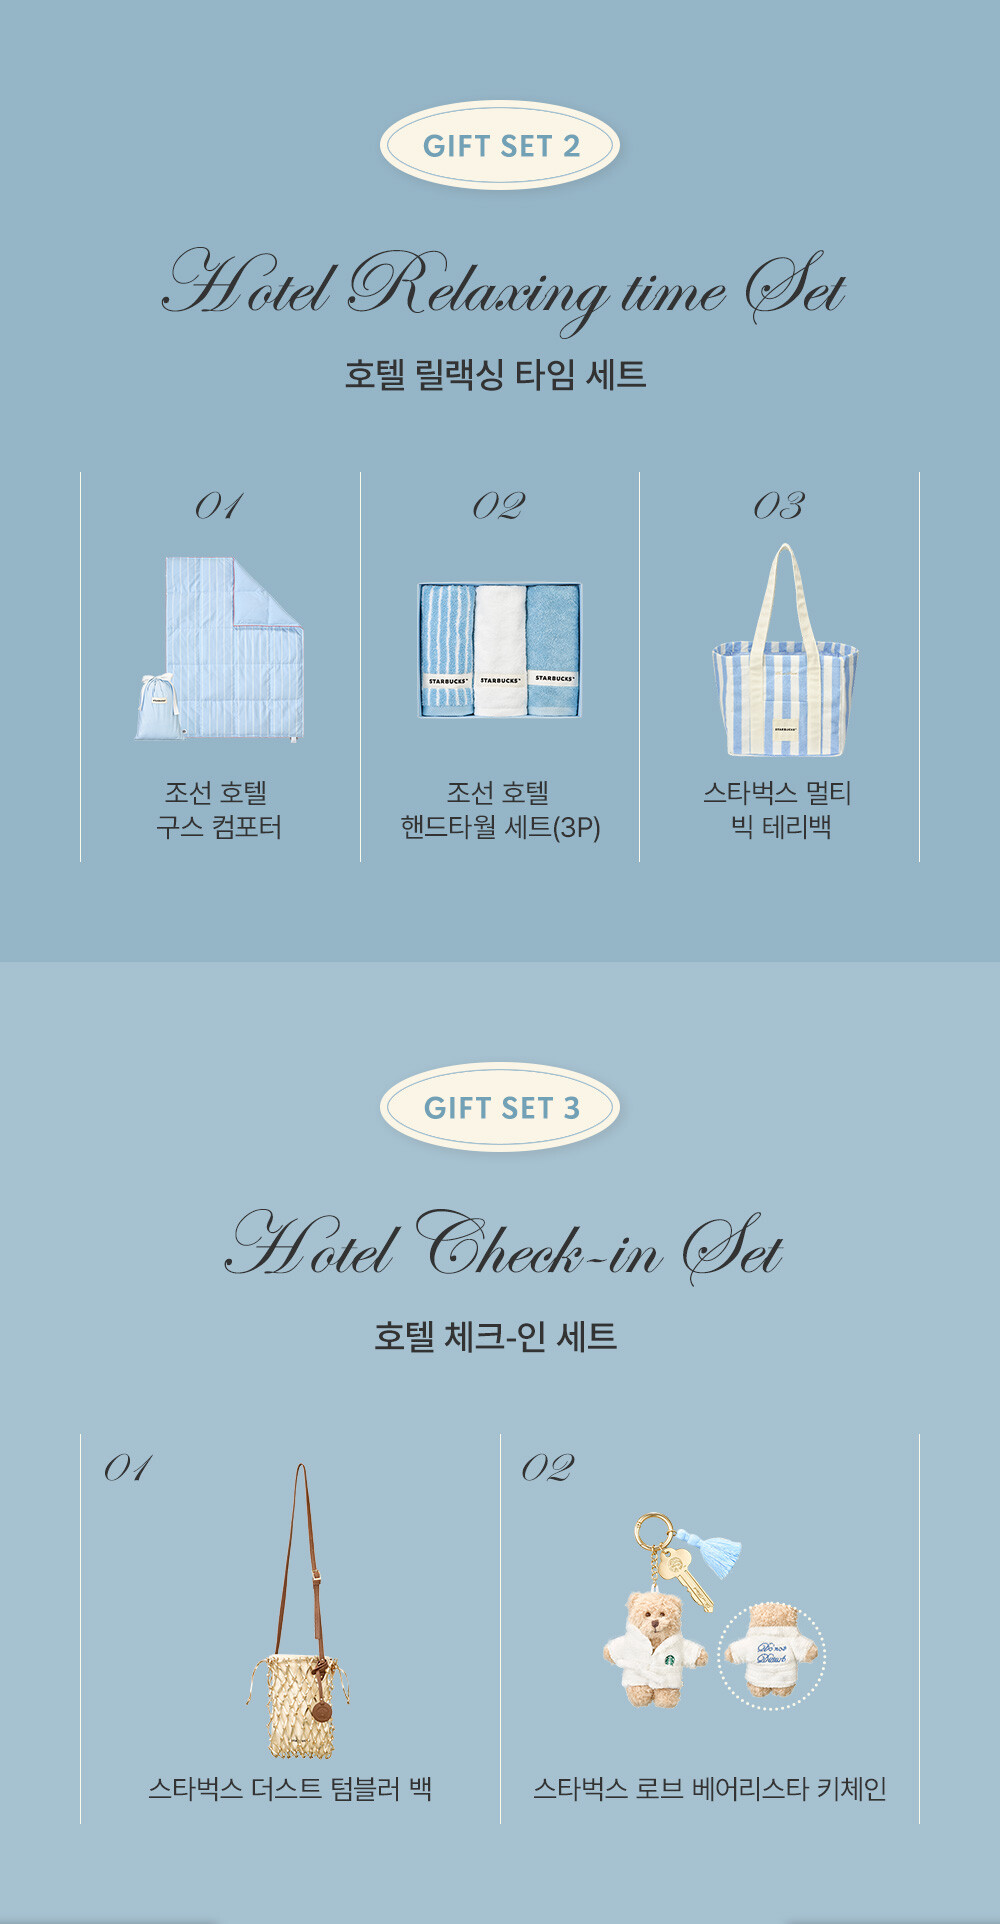 GIFT SET 2
Hotel Relaxing time Set
호텔 릴랙싱 타임 세트
01
02
03
STARBUCKS
STARBUCKS
STARBUCKS
STARBUCKS
조선 호텔
구스 컴포터
조선 호텔
핸드타월 세트(3P)
스타벅스 멀티
빅 테리백
GIFT SET 3
Hotel Check-in Set
호텔 체크-인 세트
01
02
스타벅스 더스트 텀블러 백
스타벅스 로브 베어리스타 키체인